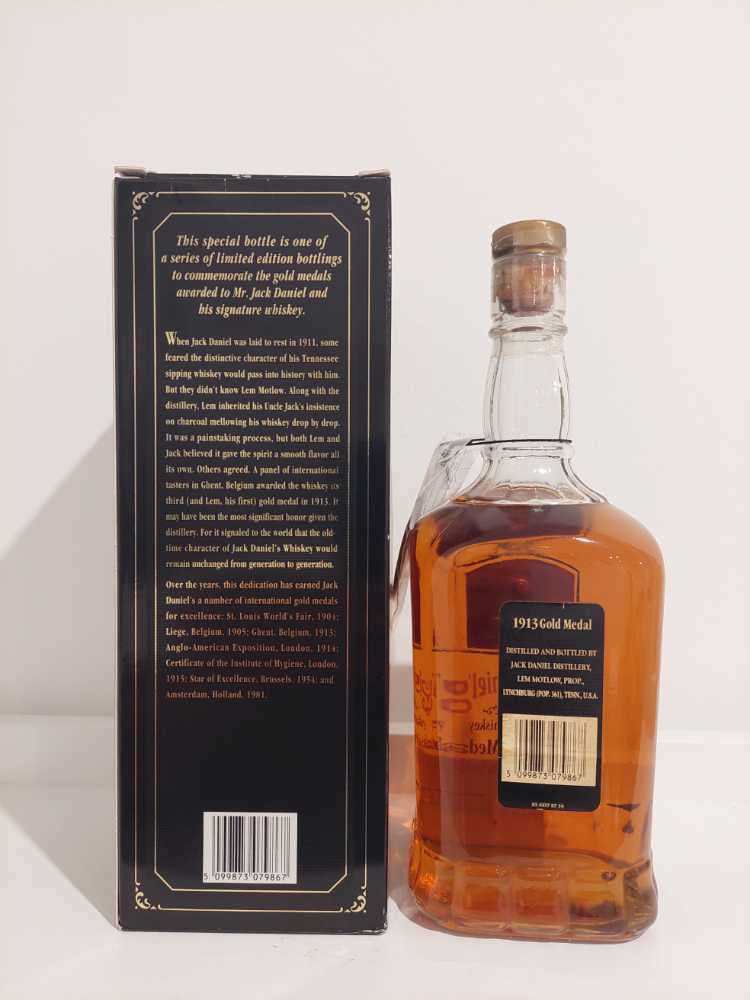 This special bottle is one of
a series of limited edition bottlings
to commemorate the gold medals
awarded to Mr. Jack Daniel and
his signature whiskey.
When Jack Daniel was laid to rest in 1911, some
feared the distinctive character of his Tennessee
sipping whiskey would pass into history with him.
But they didn't know Lem Motlow. Along with the
distillery, Lem inherited his Uncle Jack's insistence
on charcoal mellowing his whiskey drop by drop.
It was a painstaking process, but both Lem and
Jack believed it gave the spirit a smooth flavor all
its own. Others agreed. A panel of international
tasters in Ghent, Belgium awarded the whiskey its
third (and Lem, his first) gold medal in 1913. It
may have been the most significant honor given the
distillery. For it signaled to the world that the old-
time character of Jack Daniel's Whiskey would
remain unchanged from generation to generation.
Over the years, this dedication has earned Jack
Daniel's a number of international gold medals
for excellence: St. Louis World's Fair, 1904;
Liege, Belgium, 1905; Ghent, Belgium, 1913;
Anglo-American Exposition, London, 1914;
Certificate of the Institute of Hygiene, London,
1915; Star of Excellence, Brussels, 1954; and
Amsterdam, Holland, 1981.
5 099873 079867
1913 Gold Medal
DISTILLED AND BOTTLED BY
JACK DANIEL DISTILLERY,
LEM MOTLOW, PROP.,
LYNCHBURG (POP. 361), TENN., U.S.A.
5 099873 079867